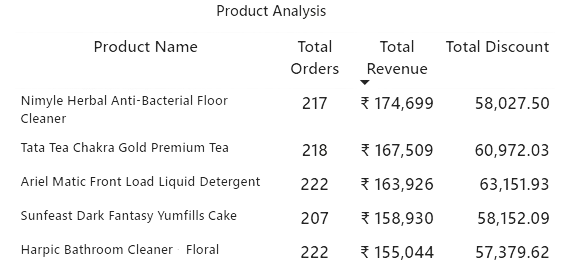 Product Analysis
Product Name Total Orders Total Revenue Total Discount
Nimyle Herbal Anti-Bacterial Floor Cleaner 217 ₹ 174,699 58,027.50
Tata Tea Chakra Gold Premium Tea 218 ₹ 167,509 60,972.03
Ariel Matic Front Load Liquid Detergent 222 ₹ 163,926 63,151.93
Sunfeast Dark Fantasy Yumfills Cake 207 ₹ 158,930 58,152.09
Harpic Bathroom Cleaner Floral 222 ₹ 155,044 57,379.62